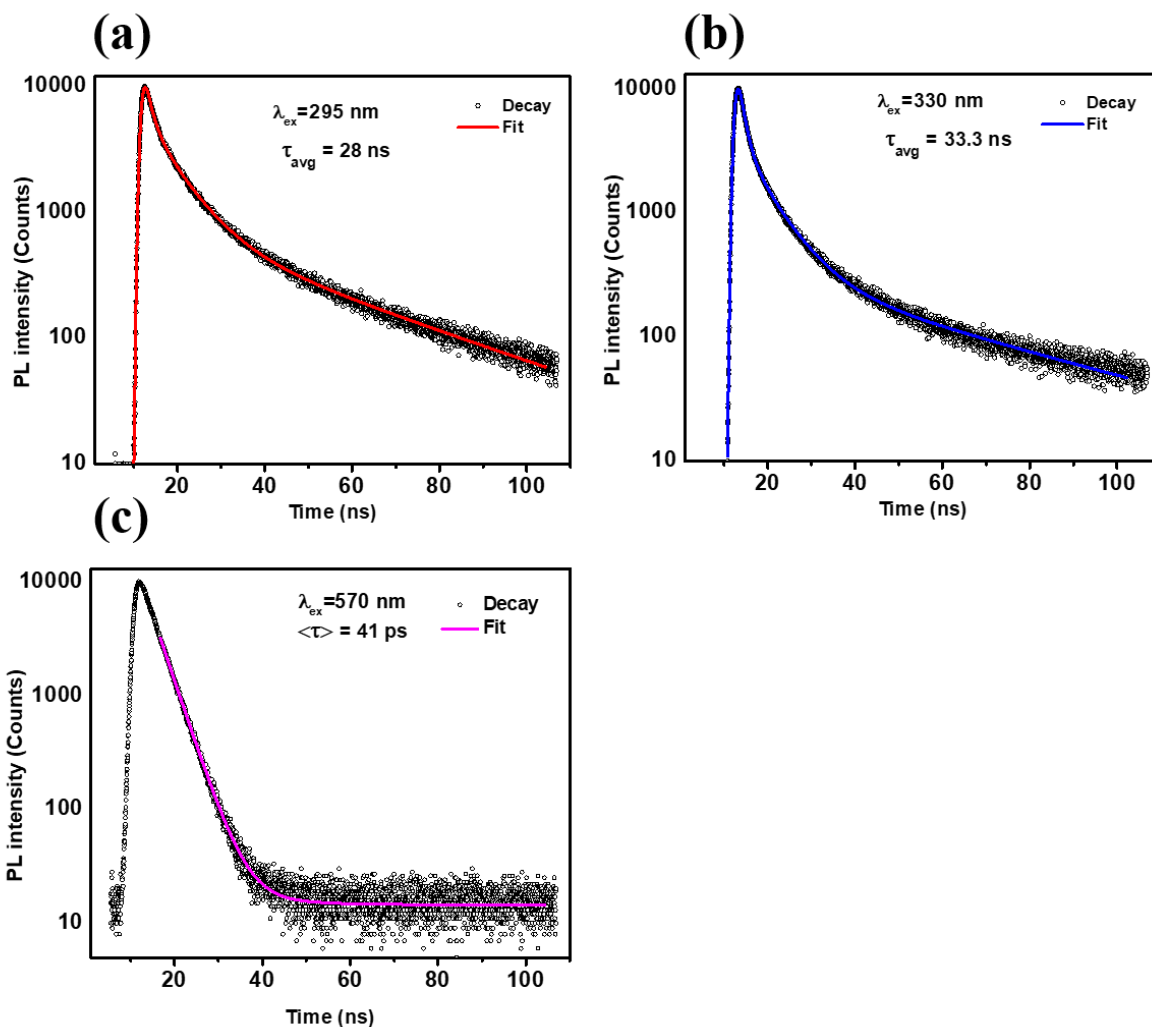 (a)
10000
1000
100
10
PL intensity (Counts)
λex=295 nm
τavg = 28 ns
Decay
Fit
20 40 60 80 100
Time (ns)
(b)
10000
1000
100
10
PL intensity (Counts)
λex=330 nm
τavg = 33.3 ns
Decay
Fit
20 40 60 80 100
Time (ns)
(c)
10000
1000
100
10
PL intensity (Counts)
λex=570 nm
<τ> = 41 ps
Decay
Fit
20 40 60 80 100
Time (ns)